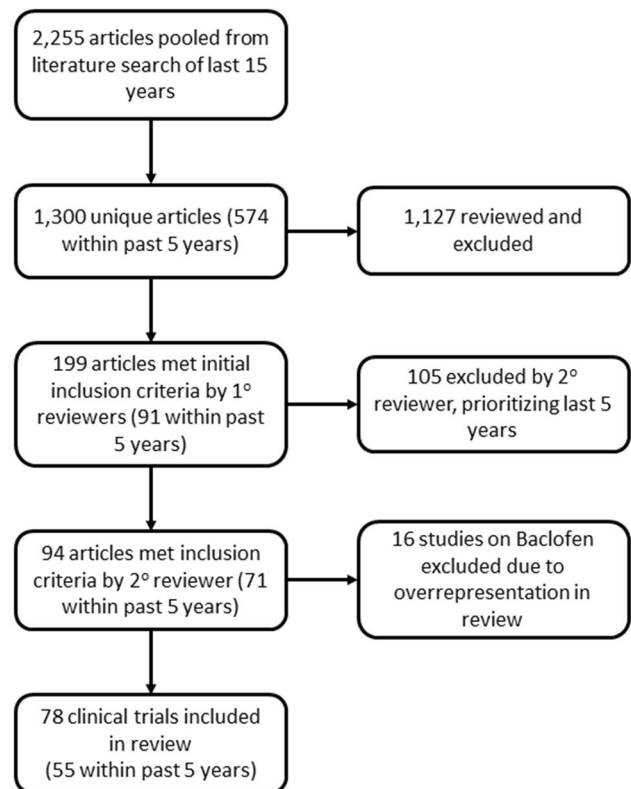 2,255 articles pooled from
literature search of last 15
years
1,300 unique articles (574
within past 5 years)
1,127 reviewed and
excluded
199 articles met initial
inclusion criteria by 1°
reviewers (91 within past
5 years)
105 excluded by 2°
reviewer, prioritizing last 5
years
94 articles met inclusion
criteria by 2° reviewer (71
within past 5 years)
16 studies on Baclofen
excluded due to
overrepresentation in
review
78 clinical trials included
in review
(55 within past 5 years)